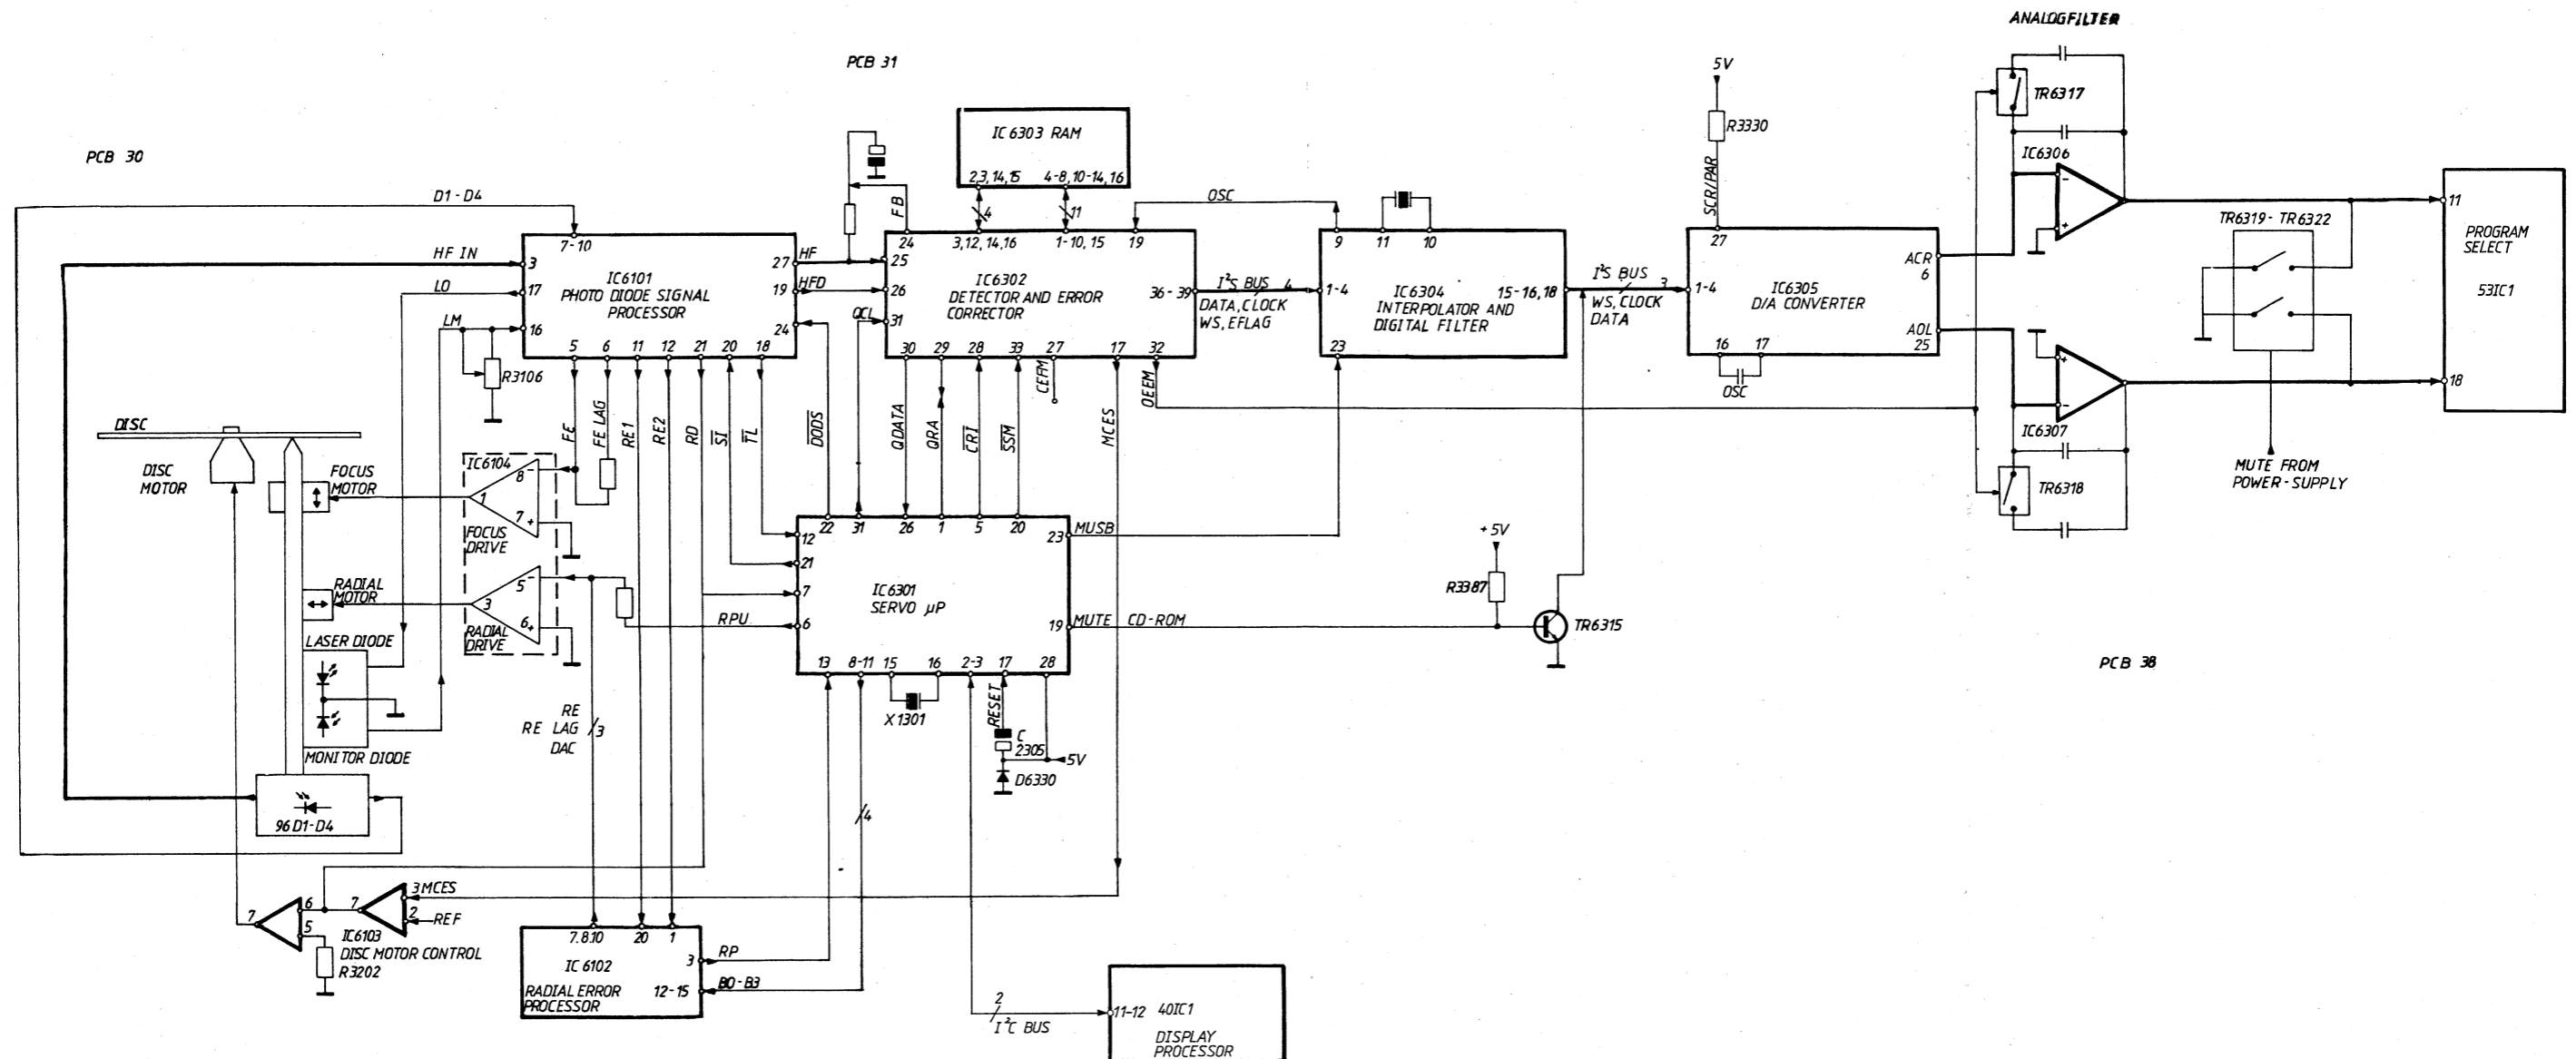 ANALOGFILTER
PCB 31
PCB 30
5V
R3330
SCR/PAR
TR6317
IC6303 RAM
2,3,14,15
4-8,10-14,16
4
11
FB
OSC
D1-D4
7-10
HF IN
3
LO
17
LM
16
IC6101
PHOTO DIODE SIGNAL
PROCESSOR
27
HF
19
HFD
24
5
6
11
12
21
20
18
R3106
24
3,12,14,16
1-10,15
19
25
26
QCL
31
IC6302
DETECTOR AND ERROR
CORRECTOR
36-39
30
29
28
33
27
17
32
I²S BUS
4
DATA,CLOCK
WS,EFLAG
9
11
10
1-4
IC6304
INTERPOLATOR AND
DIGITAL FILTER
15-16,18
23
I²S BUS
3
WS,CLOCK
DATA
27
1-4
IC6305
D/A CONVERTER
ACR
6
AOL
25
16
17
OSC
IC6306
-
+
TR6319-TR6322
11
PROGRAM
SELECT
53IC1
18
+
-
IC6307
TR6318
MUTE FROM
POWER-SUPPLY
FE
FE LAG
RE1
RE2
RD
SI
TL
DODS
QDATA
QRA
CRI
SSM
CEFM
MCES
OEEM
DISC
DISC
MOTOR
FOCUS
MOTOR
IC6104
8
-
1
7
+
FOCUS
DRIVE
RADIAL
MOTOR
5
-
3
6
+
RADIAL
DRIVE
LASER DIODE
MONITOR DIODE
96D1-D4
22
31
26
1
5
20
12
21
7
6
RPU
IC6301
SERVO µP
23
MUSB
19
MUTE CD-ROM
13
8-11
15
16
2-3
17
28
X1301
RESET
C
2305
5V
D6330
+5V
R3387
TR6315
PCB 38
RE
RE LAG
DAC
3
4
7
6
5
7
3
MCES
2
REF
IC6103
DISC MOTOR CONTROL
R3202
7.8.10
20
1
IC6102
RADIAL ERROR
PROCESSOR
3
RP
12-15
B0-B3
2
I²C BUS
11-12
40IC1
DISPLAY
PROCESSOR